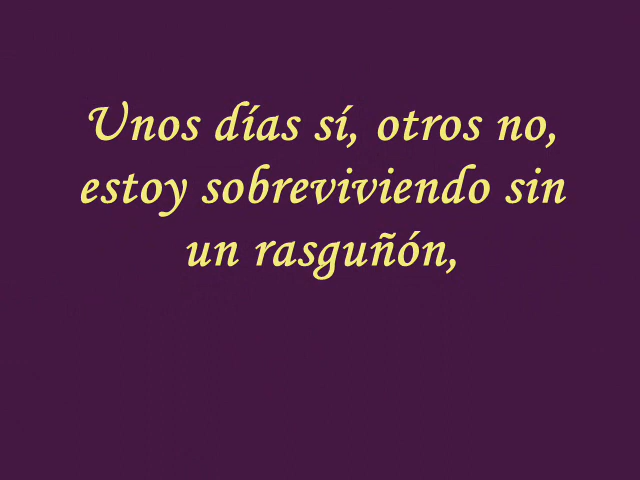 Unos días sí, otros no,
estoy sobreviviendo sin
un rasguñón,